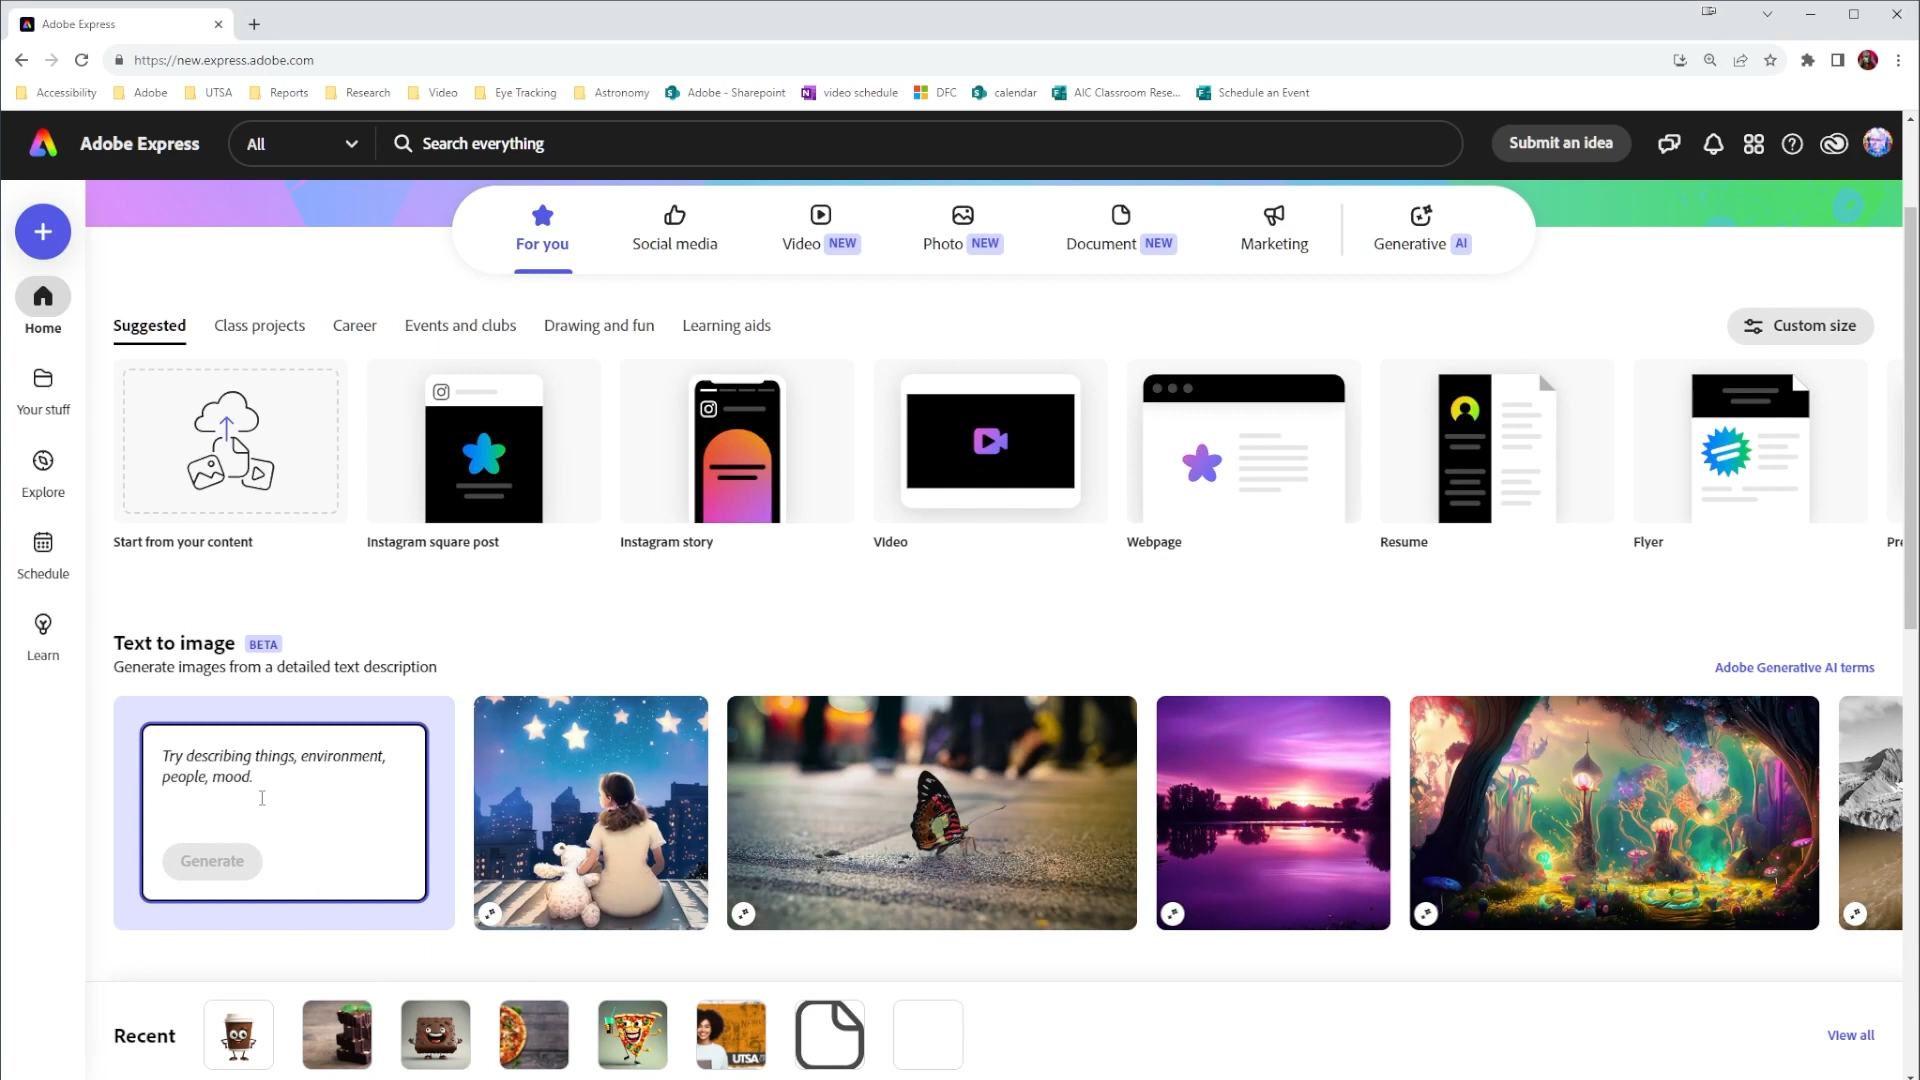 Adobe Express
https://new.express.adobe.com
Accessibility Adobe UTSA Reports Research Video Eye Tracking Astronomy Adobe - Sharepoint video schedule DFC calendar AIC Classroom Rese... Schedule an Event
Adobe Express All Search everything Submit an idea
For you Social media Video NEW Photo NEW Document NEW Marketing Generative AI
Home
Your stuff
Explore
Schedule
Learn
Suggested Class projects Career Events and clubs Drawing and fun Learning aids Custom size
Start from your content Instagram square post Instagram story Video Webpage Resume Flyer Pre
Text to image BETA
Generate images from a detailed text description Adobe Generative AI terms
Try describing things, environment,
people, mood.
Generate
Recent View all
UTSA